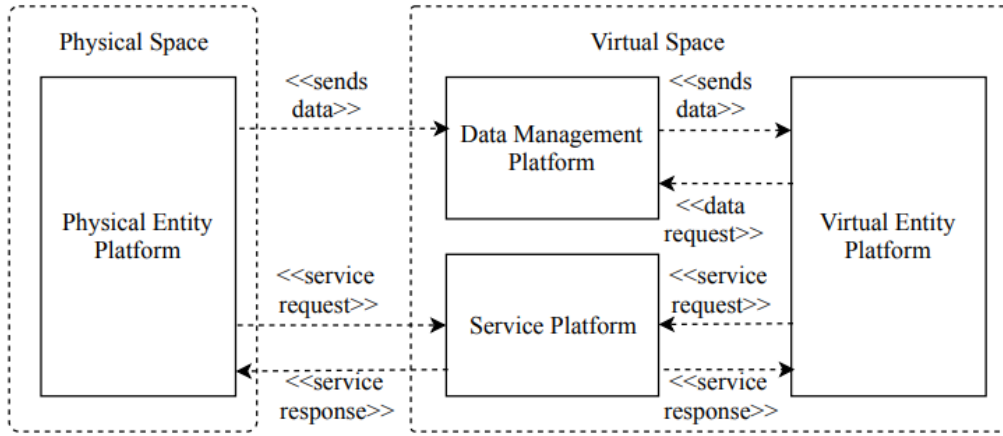 Physical Space
Virtual Space
<<sends
data>>
<<sends
data>>
Data Management
Platform
Physical Entity
Platform
<<data
request>>
Virtual Entity
Platform
<<service
request>>
<<service
request>>
Service Platform
<<service
response>>
<<service
response>>